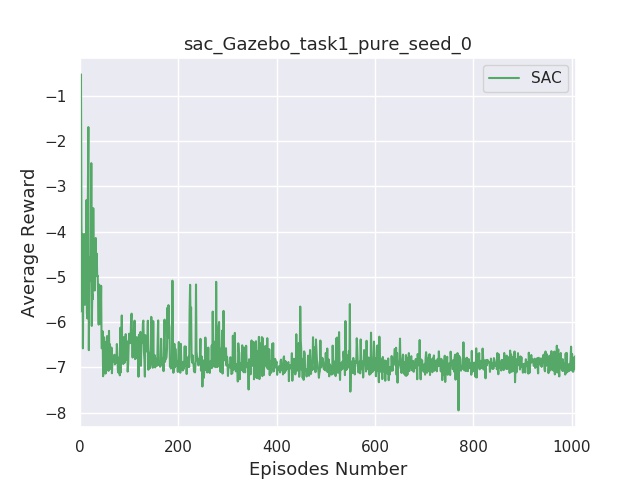 sac_Gazebo_task1_pure_seed_0
SAC
−1
−2
−3
−4
−5
−6
−7
−8
Average Reward
0 200 400 600 800 1000
Episodes Number